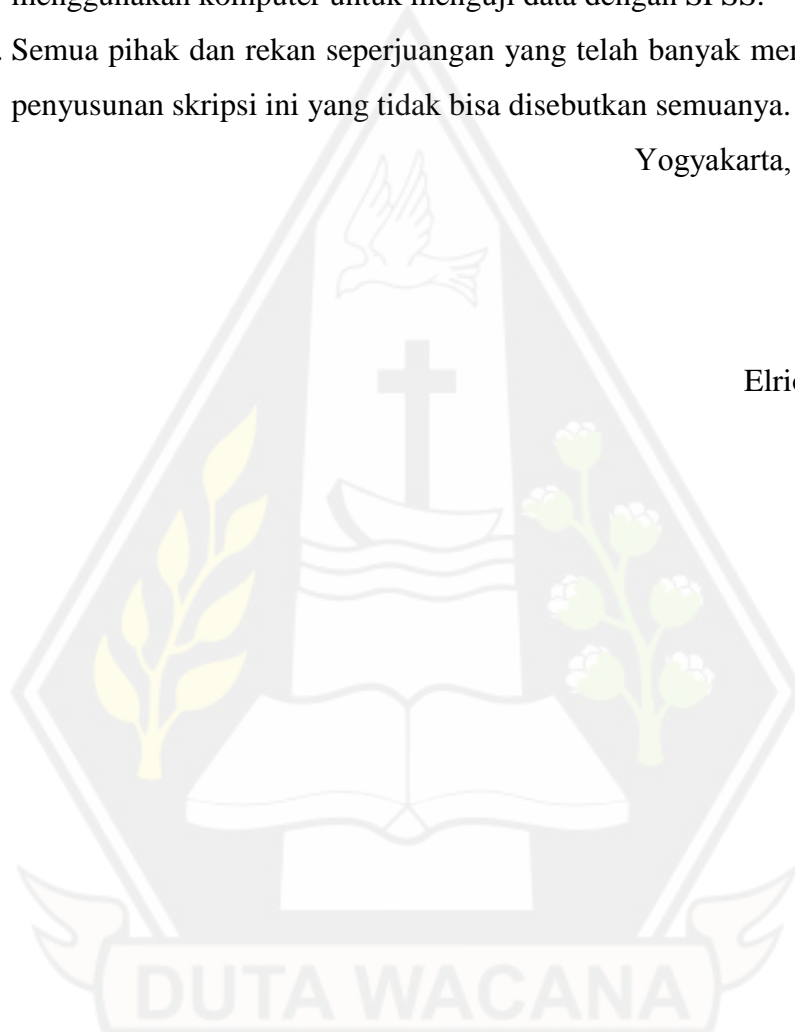 menggunakan komputer untuk menguji data dengan SPSS.
. Semua pihak dan rekan seperjuangan yang telah banyak
penyusunan skripsi ini yang tidak bisa disebutkan semuanya.
Yogyakarta,
DUTA WACANA